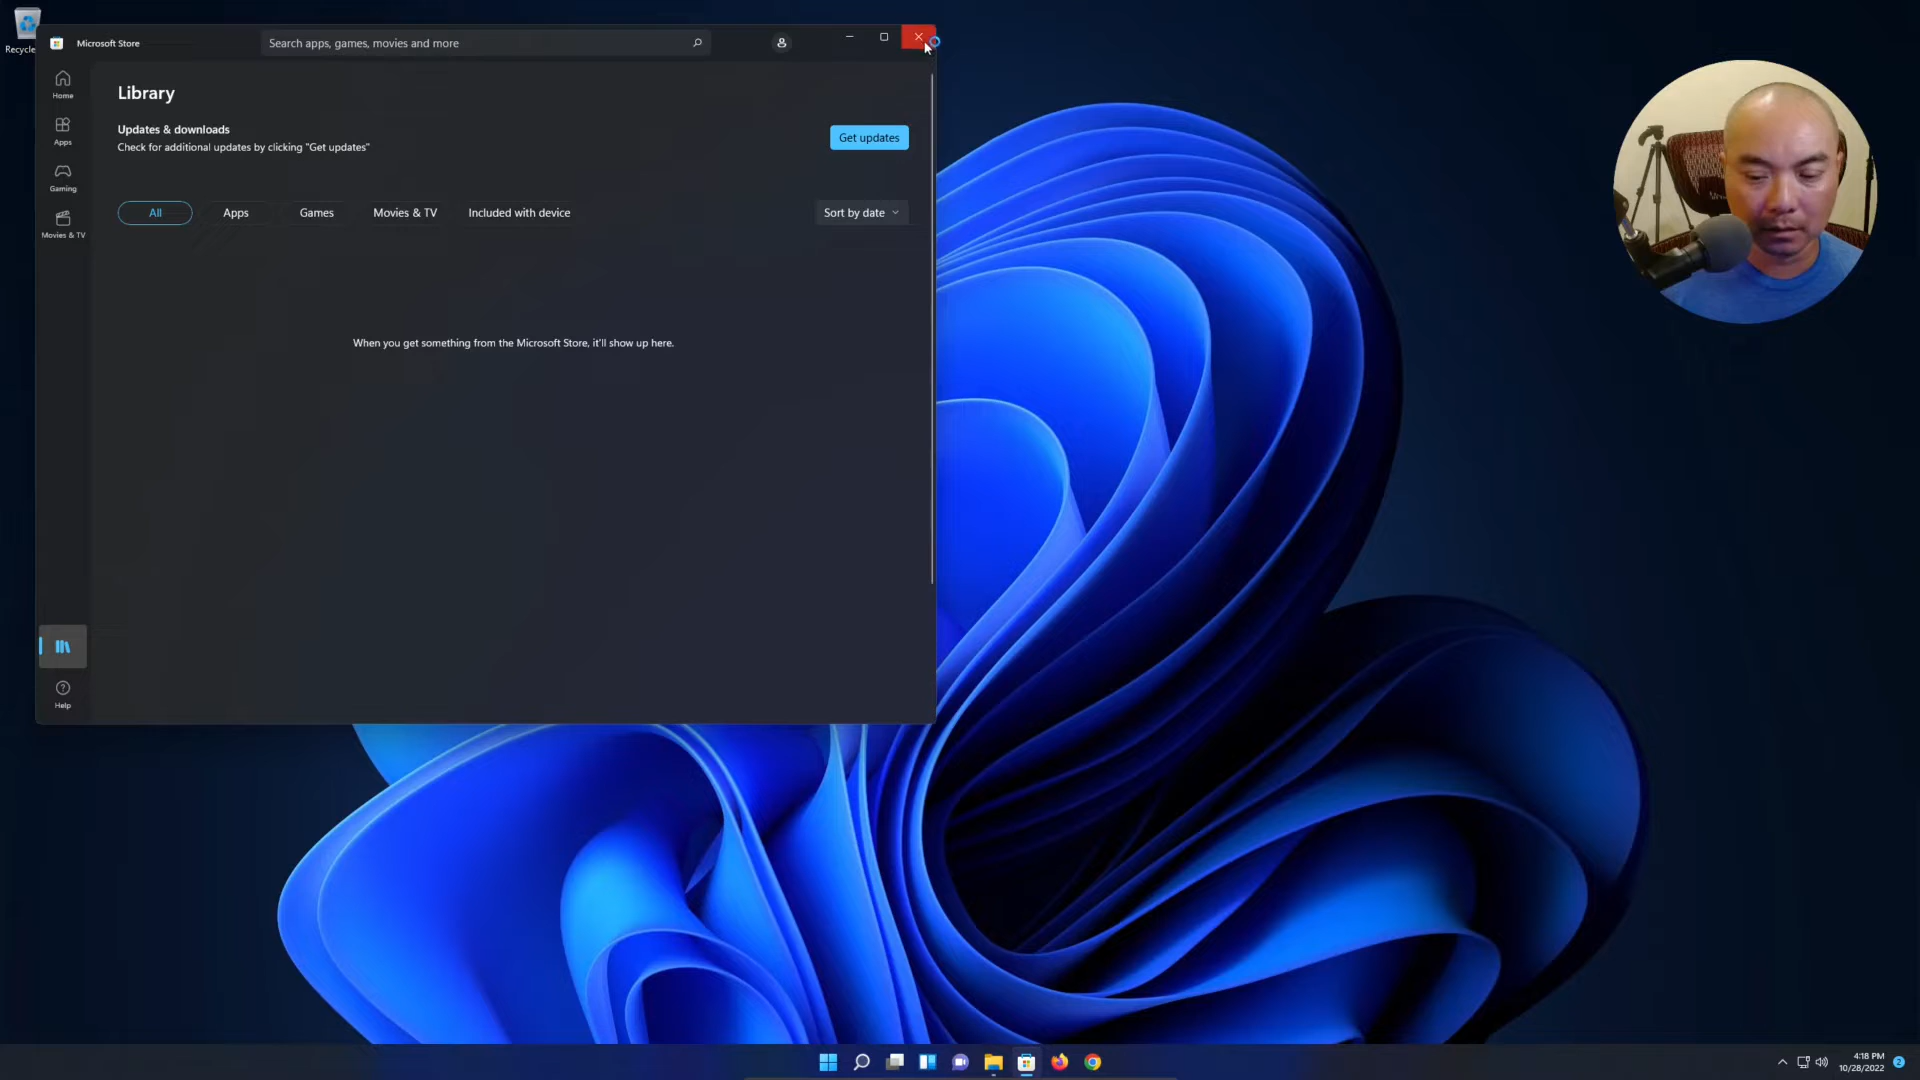 Recycle
Microsoft Store
Search apps, games, movies and more
Home
Apps
Gaming
Movies & TV
Library
Updates & downloads
Check for additional updates by clicking "Get updates"
Get updates
All
Apps
Games
Movies & TV
Included with device
Sort by date
When you get something from the Microsoft Store, it'll show up here.
?
Help
4:18 PM
10/28/2022
2